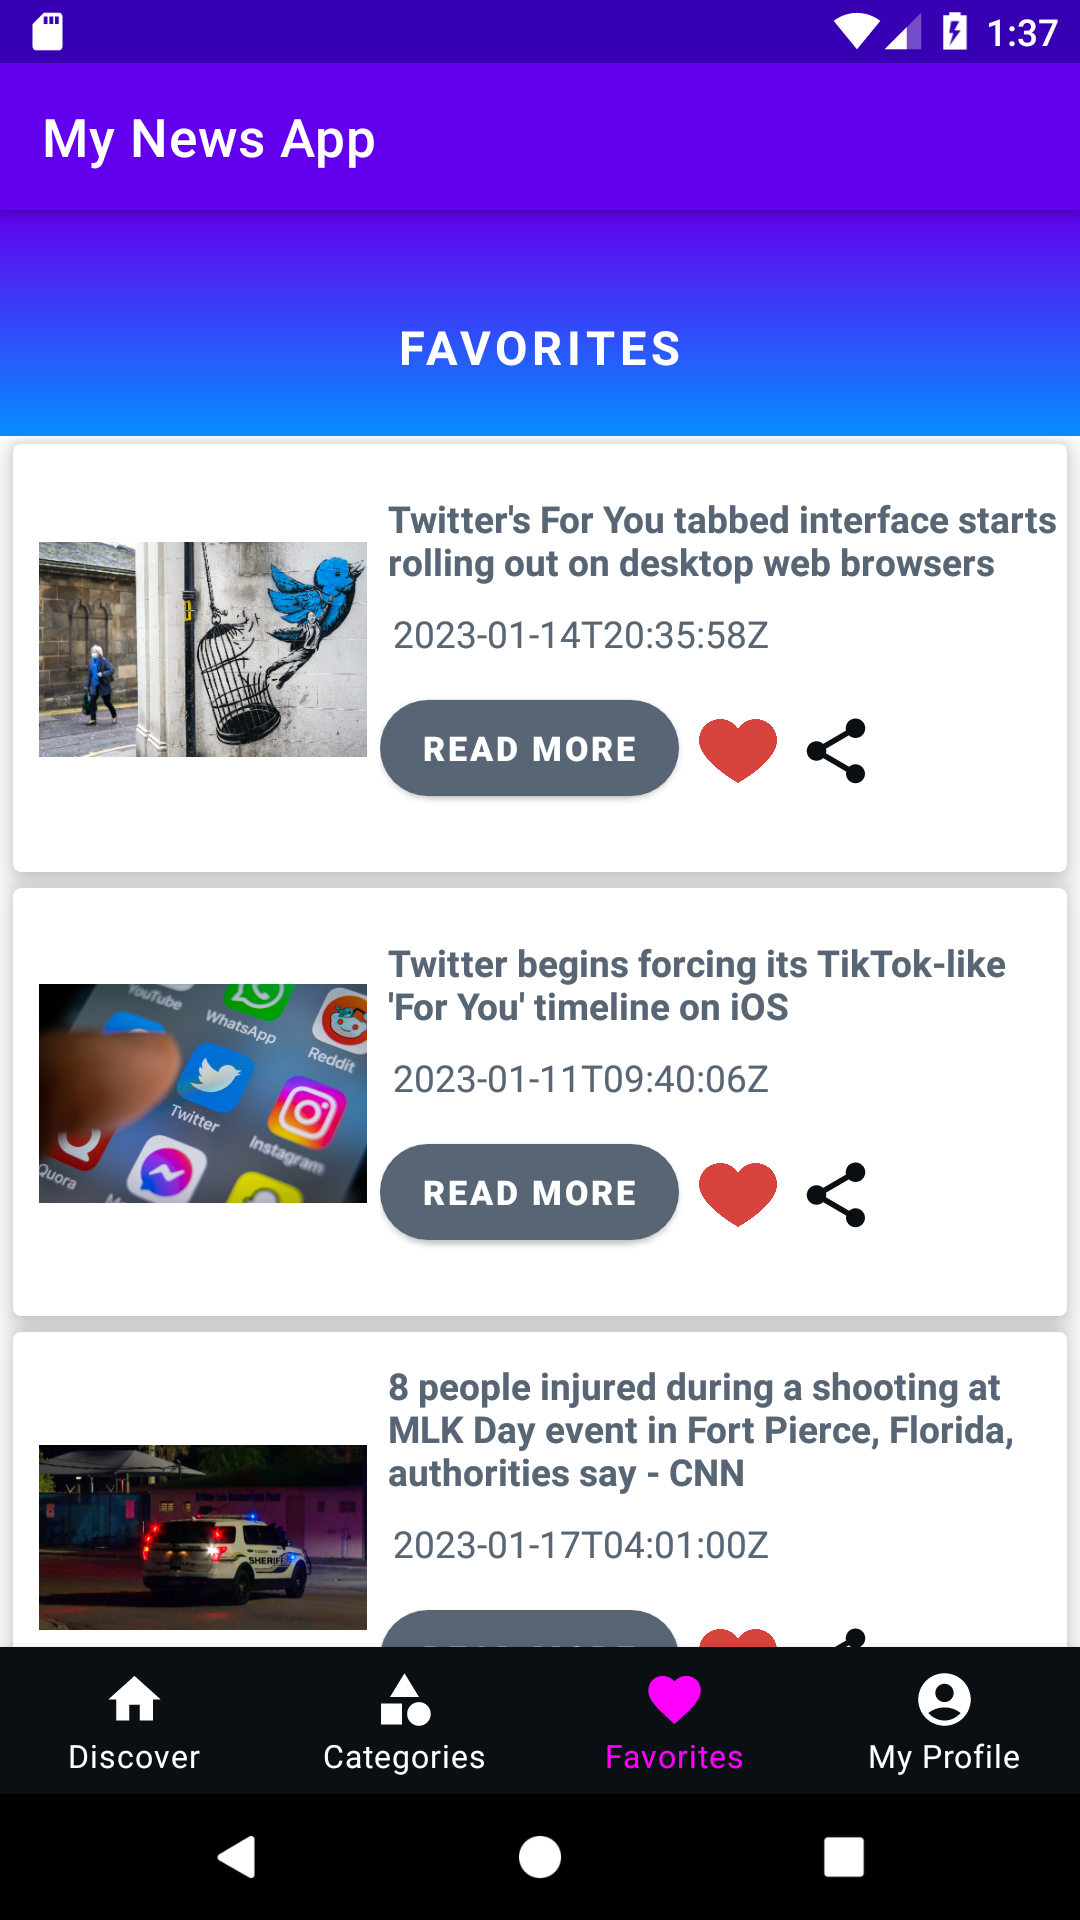 1:37
My News App
FAVORITES
Twitter's For You tabbed interface starts
rolling out on desktop web browsers
2023-01-14T20:35:58Z
READ MORE
Twitter begins forcing its TikTok-like
'For You' timeline on iOS
2023-01-11T09:40:06Z
YouTube
WhatsApp
Reddit
Twitter
Instagram
Quora
READ MORE
8 people injured during a shooting at
MLK Day event in Fort Pierce, Florida,
authorities say - CNN
2023-01-17T04:01:00Z
SHERIFF
Discover
Categories
Favorites
My Profile